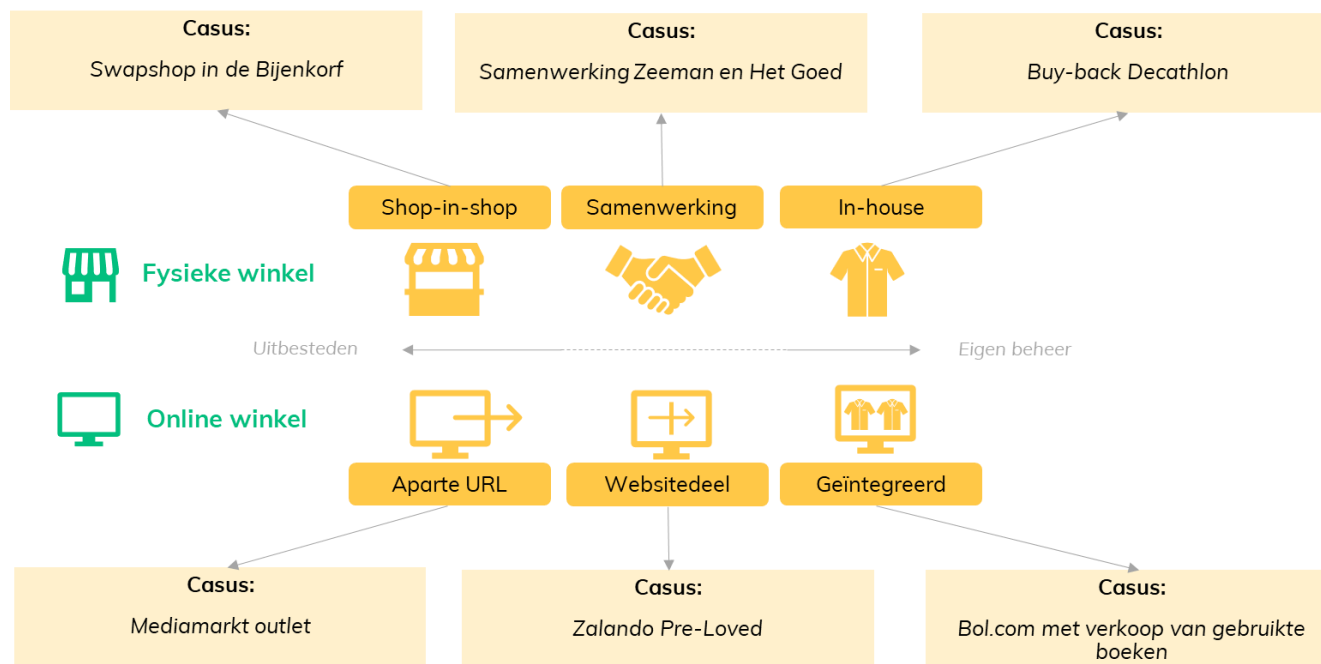 Casus:
Swapshop in de Bijenkorf
Casus:
Samenwerking Zeeman en Het Goed
Casus:
Buy-back Decathlon
Shop-in-shop
Samenwerking
In-house
Fysieke winkel
Uitbesteden
Eigen beheer
Online winkel
Aparte URL
Websitedeel
Geïntegreerd
Casus:
Mediamarkt outlet
Casus:
Zalando Pre-Loved
Casus:
Bol.com met verkoop van gebruikte
boeken